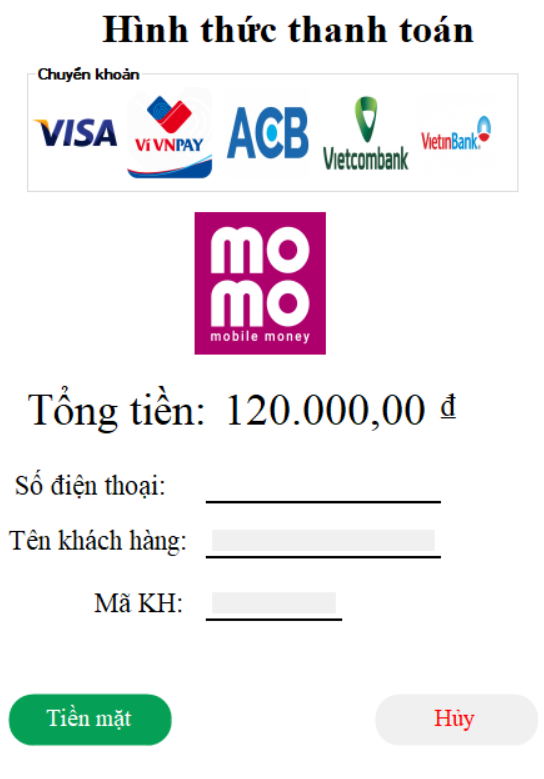 Hình thức thanh toán
Chuyển khoản
VISA
Ví VNPAY
ACB
Vietcombank
VietinBank
mo
mo
mobile money
Tổng tiền: 120.000,00 đ
Số điện thoại:
Tên khách hàng:
Mã KH:
Tiền mặt
Hủy